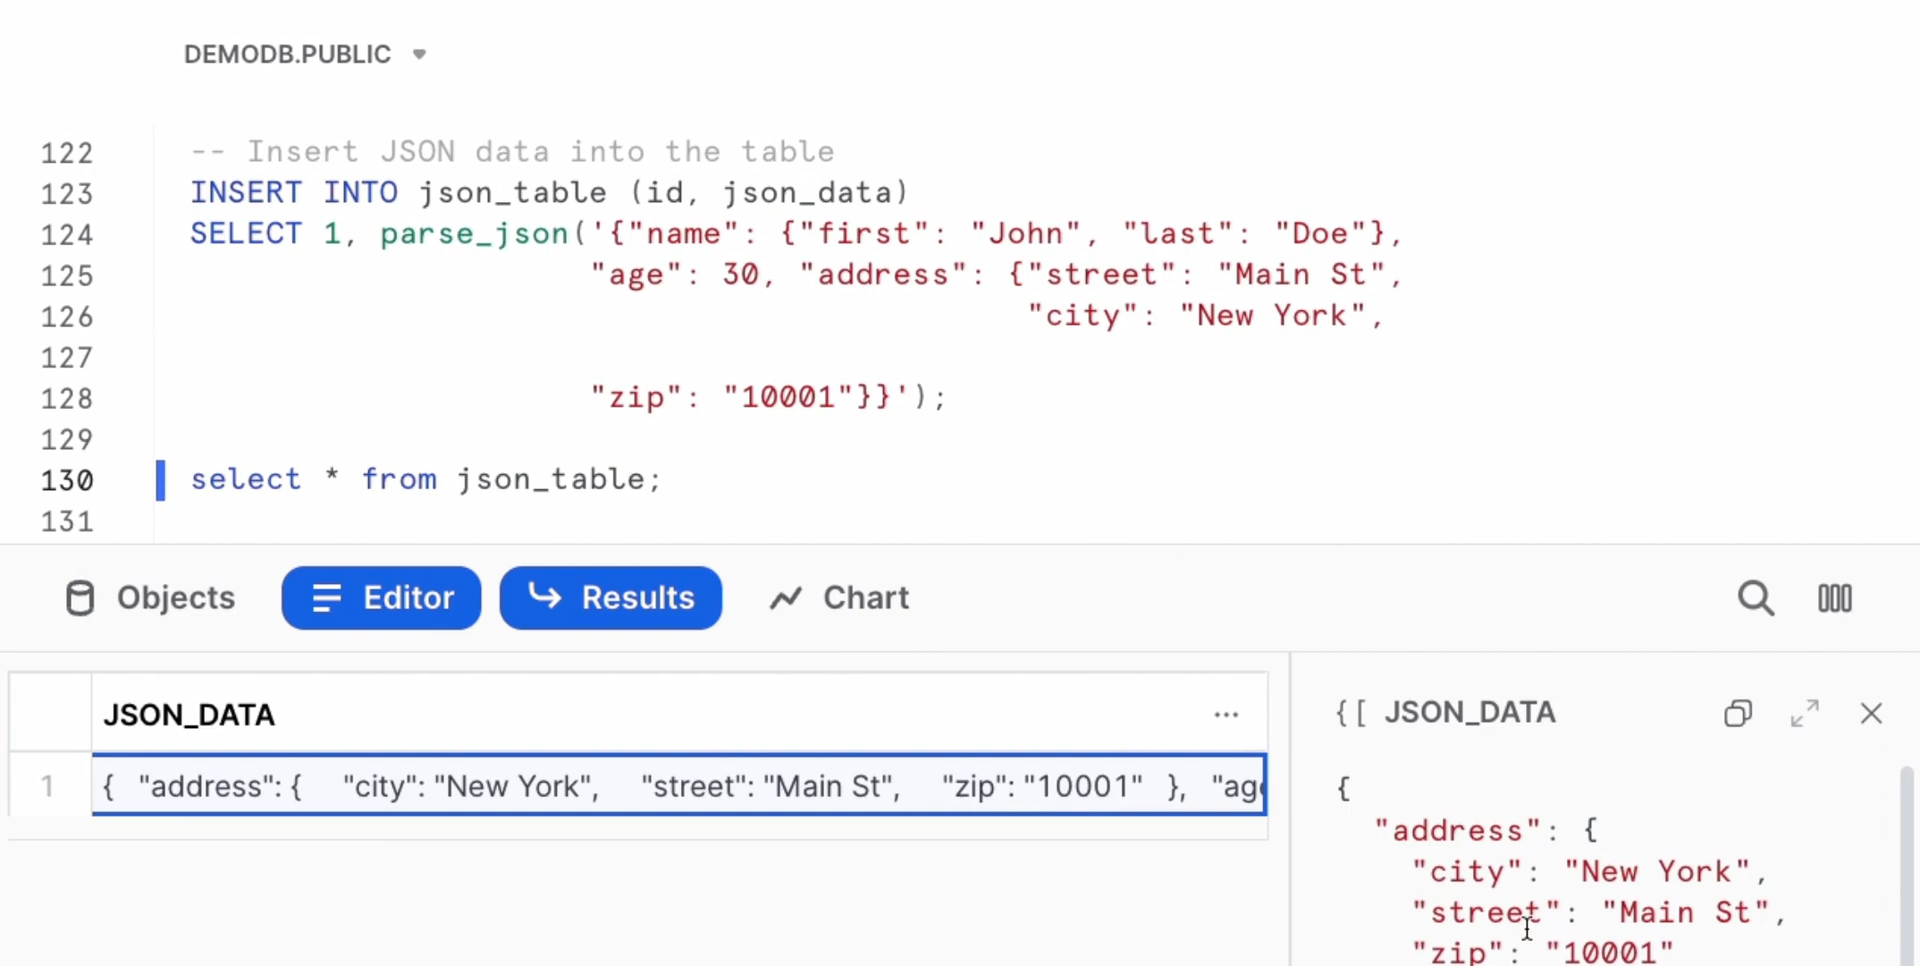 DEMODB.PUBLIC
122 -- Insert JSON data into the table
123 INSERT INTO json_table (id, json_data)
124 SELECT 1, parse_json('{"name": {"first": "John", "last": "Doe"},
125 "age": 30, "address": {"street": "Main St",
126 "city": "New York",
127
128 "zip": "10001"}}');
129
130 select * from json_table;
131
Objects Editor Results Chart
JSON_DATA ...
1 { "address": { "city": "New York", "street": "Main St", "zip": "10001" }, "ag
{[ JSON_DATA
{
"address": {
"city": "New York",
"street": "Main St",
"zip": "10001"